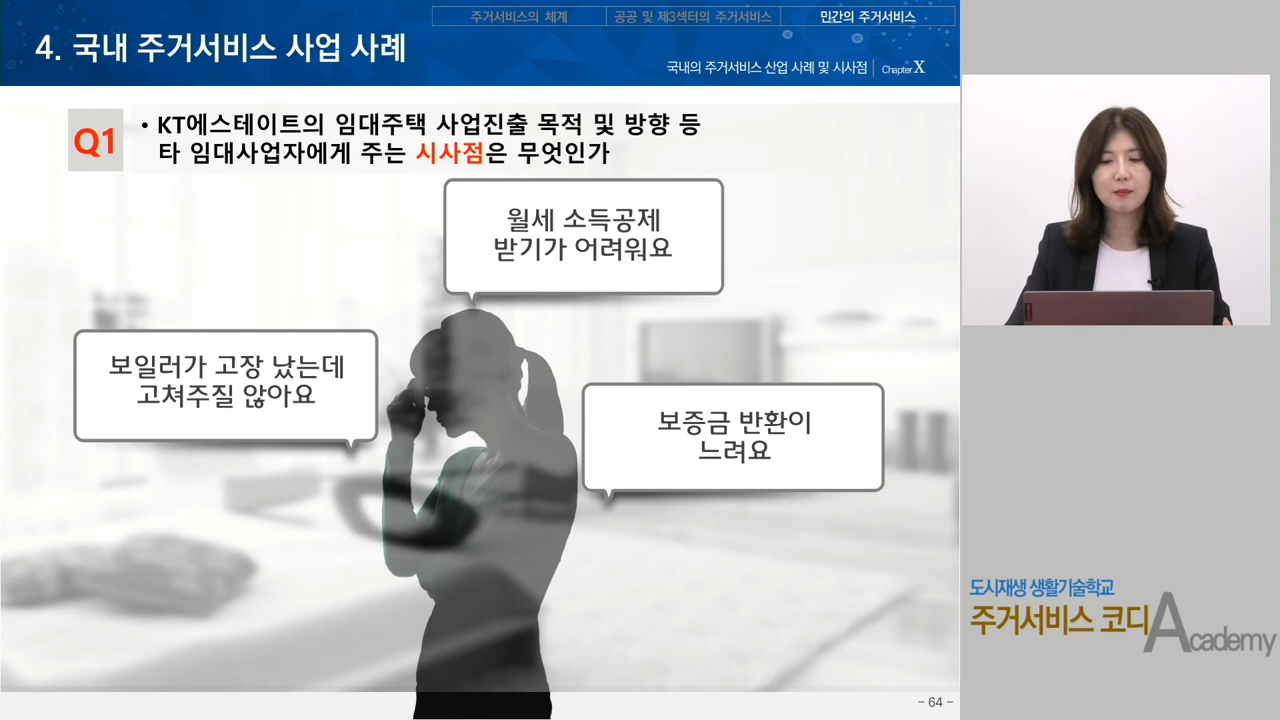 주거서비스의 체계
공공 및 제3섹터의 주거서비스
민간의 주거서비스
4. 국내 주거서비스 사업 사례
국내의 주거서비스 산업 사례 및 시사점 | Chapter X
Q1
• KT에스테이트의 임대주택 사업진출 목적 및 방향 등
타 임대사업자에게 주는 시사점은 무엇인가
월세 소득공제
받기가 어려워요
보일러가 고장 났는데
고쳐주질 않아요
보증금 반환이
느려요
도시재생 생활기술학교
주거서비스 코디 Academy
- 64 -